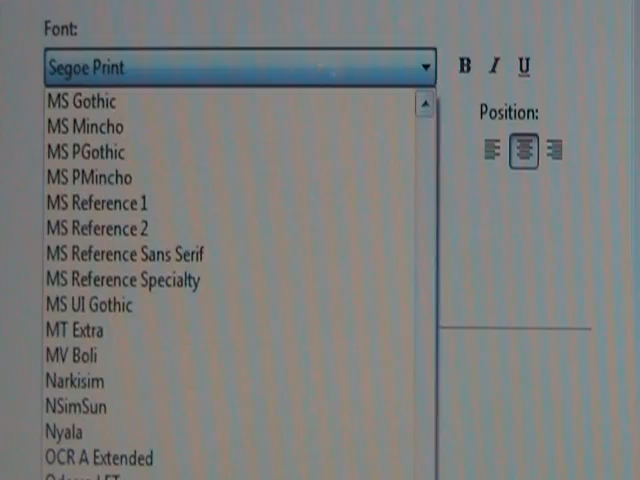 Font:
Segoe Print
B I U
MS Gothic
Position:
MS Mincho
MS PGothic
MS PMincho
MS Reference 1
MS Reference 2
MS Reference Sans Serif
MS Reference Specialty
MS UI Gothic
MT Extra
MV Boli
Narkisim
NSimSun
Nyala
OCR A Extended